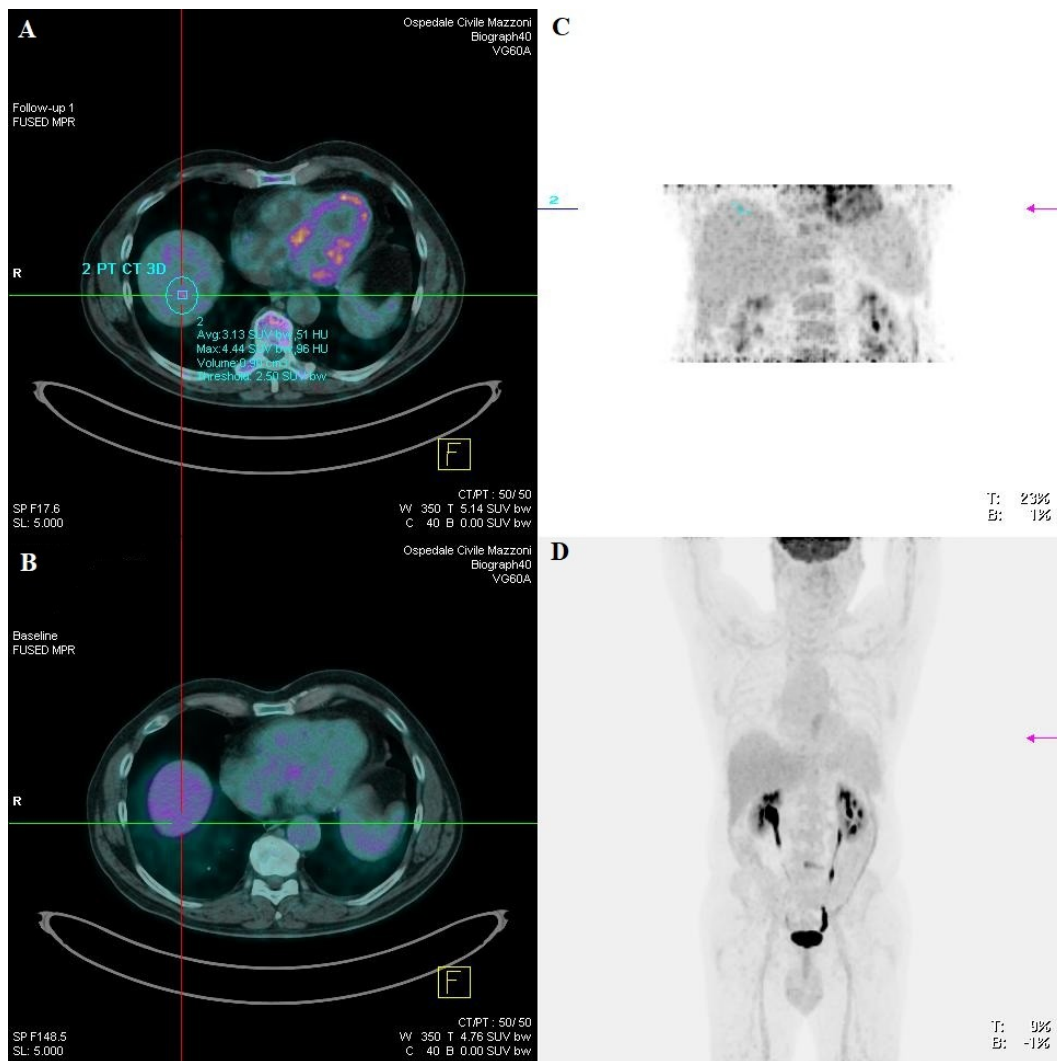 A
Ospedale Civile Mazzoni
Biograph40
VG60A
Follow-up 1
FUSED MPR
R
2 PT CT 3D
2
Avg:3.13 SUV bw,51 HU
Max:4.44 SUV bw,96 HU
Threshold: 2.50 SUV bw
F
SP F17.6
SL: 5.000
CT/PT : 50/50
W 350 T 5.14 SUV bw
C 40 B 0.00 SUV bw
C
2
T: 23%
B: 1%
B
Ospedale Civile Mazzoni
Biograph40
VG60A
Baseline
FUSED MPR
R
F
SP F148.5
SL: 5.000
CT/PT : 50/50
W 350 T 4.76 SUV bw
C 40 B 0.00 SUV bw
D
T: 9%
B: -1%